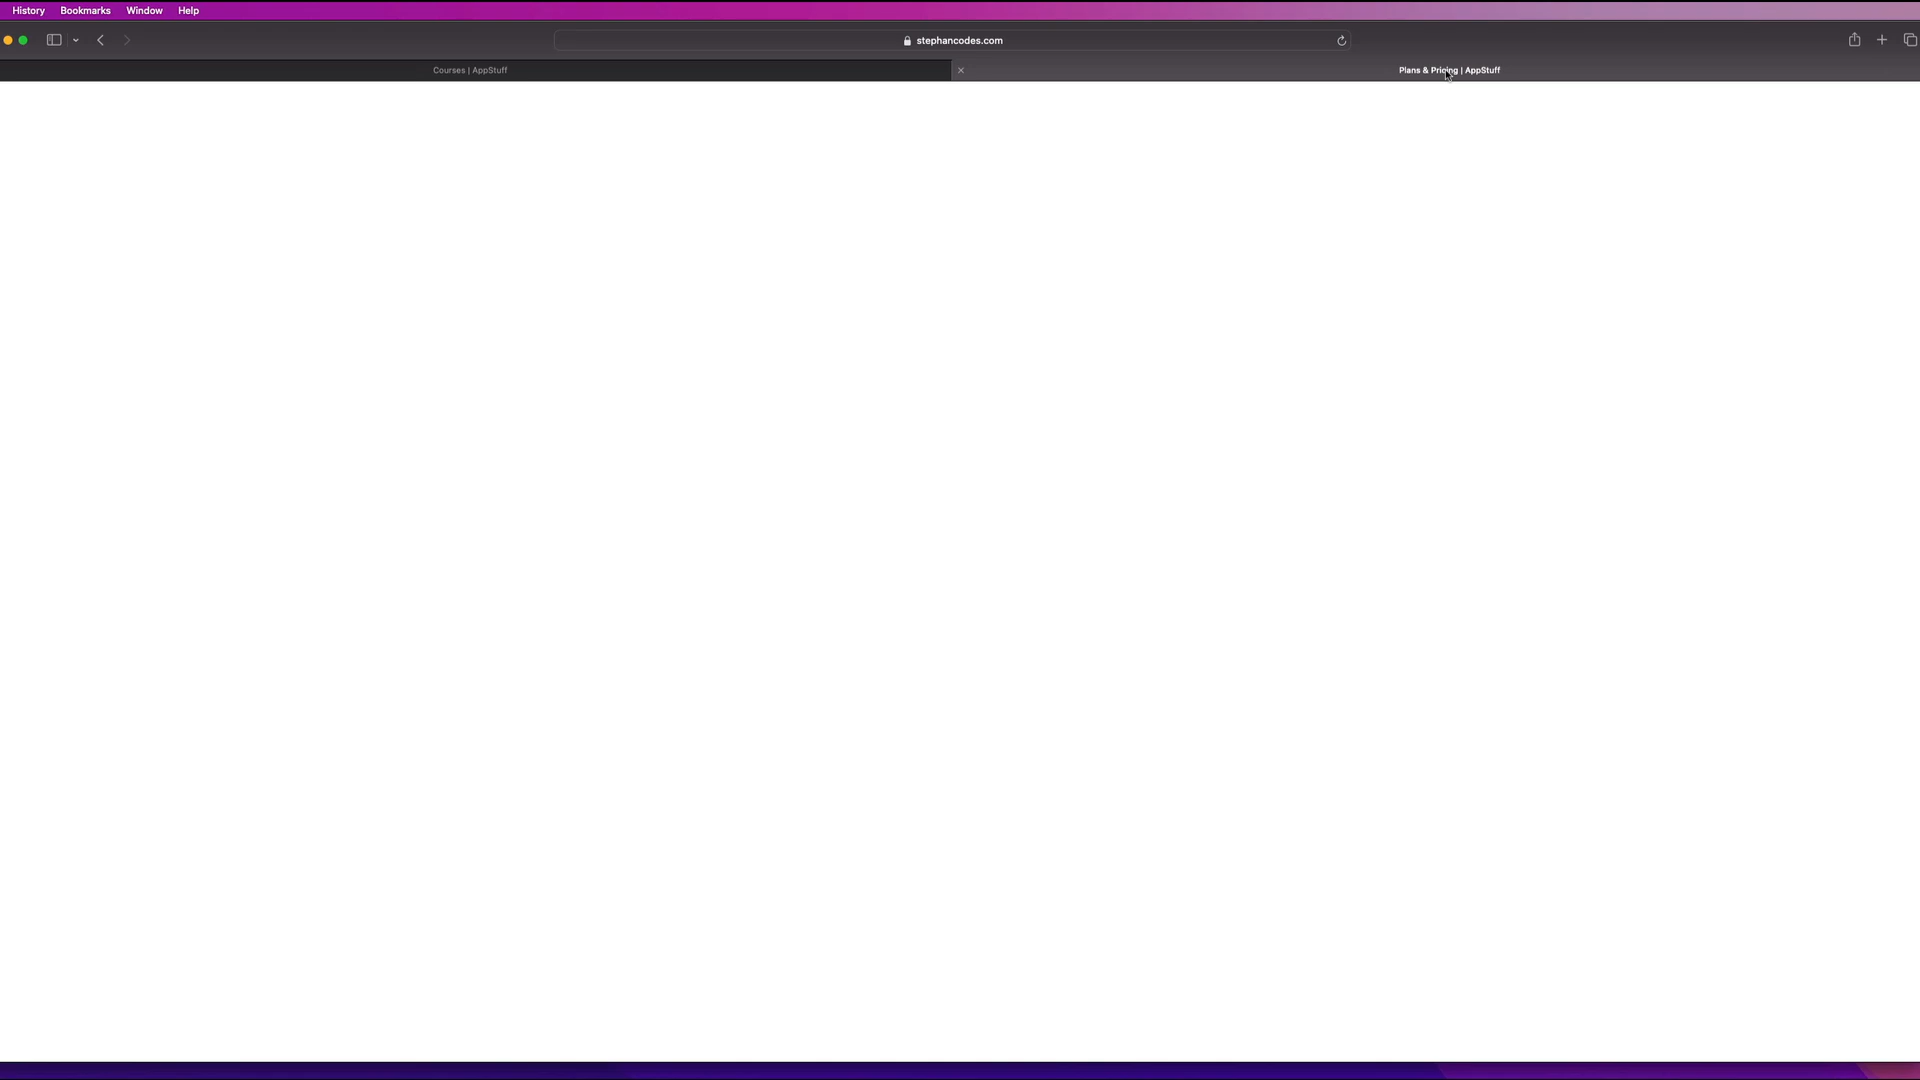 History Bookmarks Window Help
stephancodes.com
Courses | AppStuff
Plans & Pricing | AppStuff